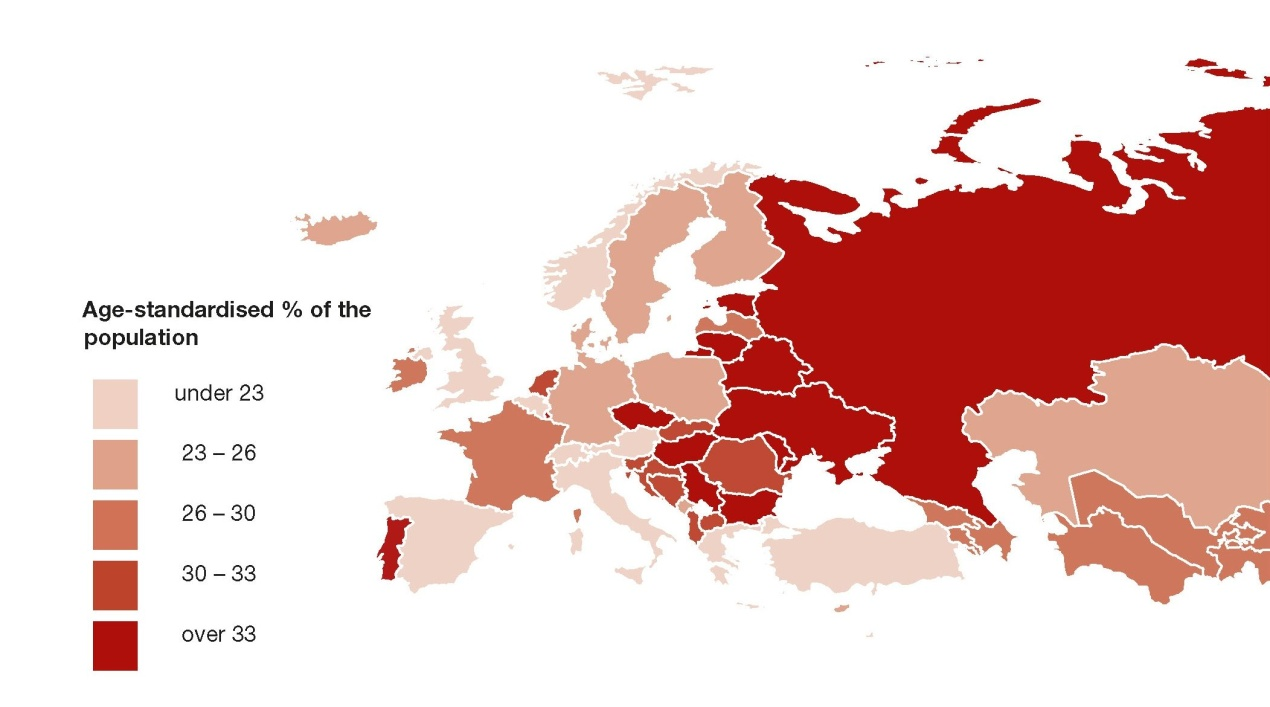 Age-standardised % of the
population
under 23
23 – 26
26 – 30
30 – 33
over 33